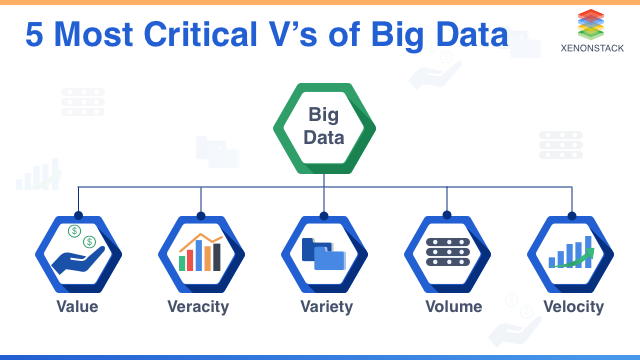 5 Most Critical V's of Big Data
XENONSTACK
Big
Data
Value
Veracity
Variety
Volume
Velocity